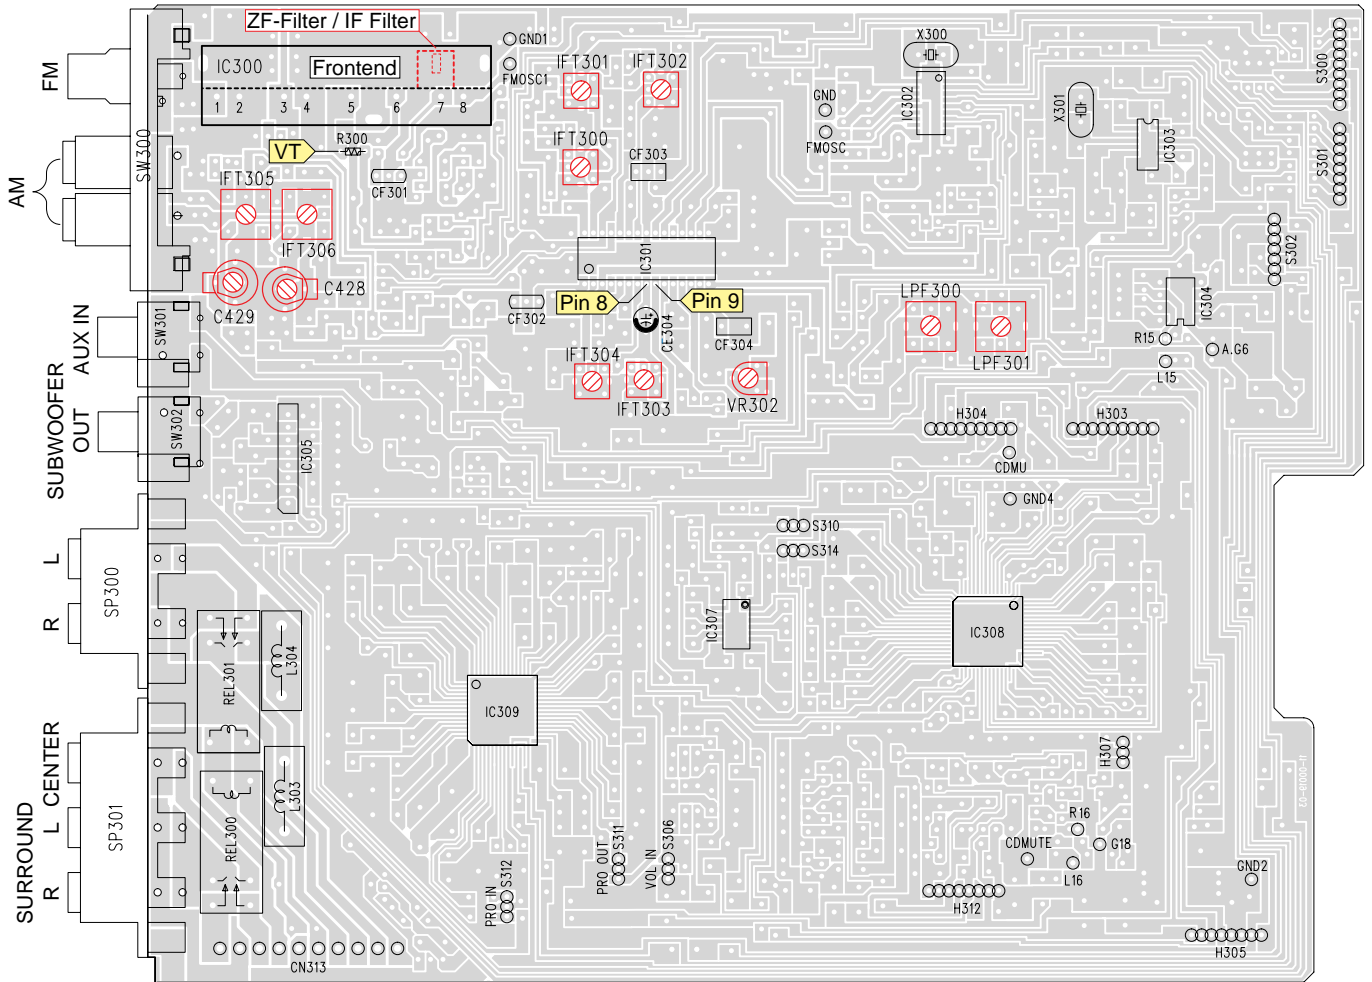 ZF-Filter / IF Filter
GND1
X300
FM
IC300
Frontend
IFT301
IFT302
FMOSC1
S300
1 2 3 4 5 6 7 8
GND
IC302
X301
FMOSC
IC303
SW300
VT
R300
IFT300
CF303
S301
AM
IFT305
CF301
IFT306
IC301
S302
C428
C429
Pin 8
Pin 9
LPF300
IC304
AUX IN
SW301
CF302
CE304
CF304
R15
A.G6
IFT304
LPF301
L15
IFT303
VR302
SUBWOOFER
OUT
SW302
H304
H303
IC305
CDMU
GND4
S310
S314
L
SP300
R
IC307
IC308
REL301
L304
IC309
CENTER
H307
SURROUND
L
R
SP301
L303
REL300
EO-01000-11
R16
G18
CDMUTE
L16
PRO OUT
S311
VOL IN
S306
GND2
PRO IN
S312
H312
H305
CN313